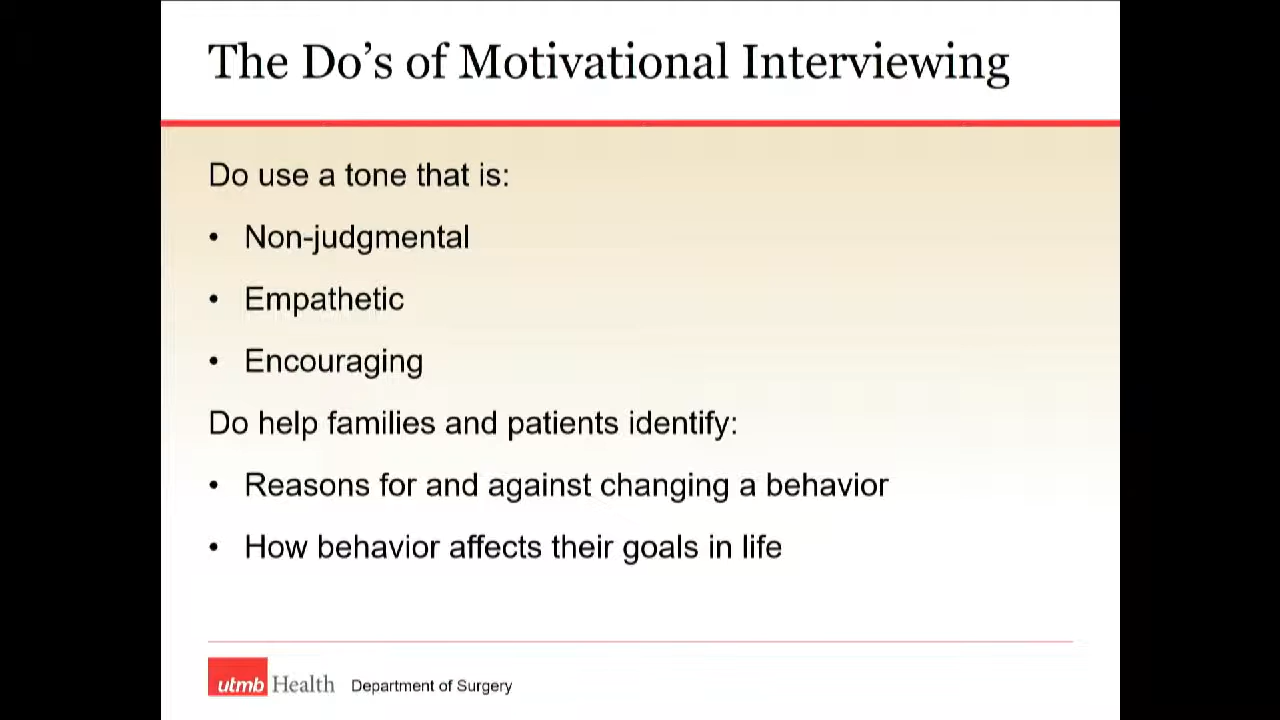 The Do’s of Motivational Interviewing
Do use a tone that is:
• Non-judgmental
• Empathetic
• Encouraging
Do help families and patients identify:
• Reasons for and against changing a behavior
• How behavior affects their goals in life
utmb Health Department of Surgery